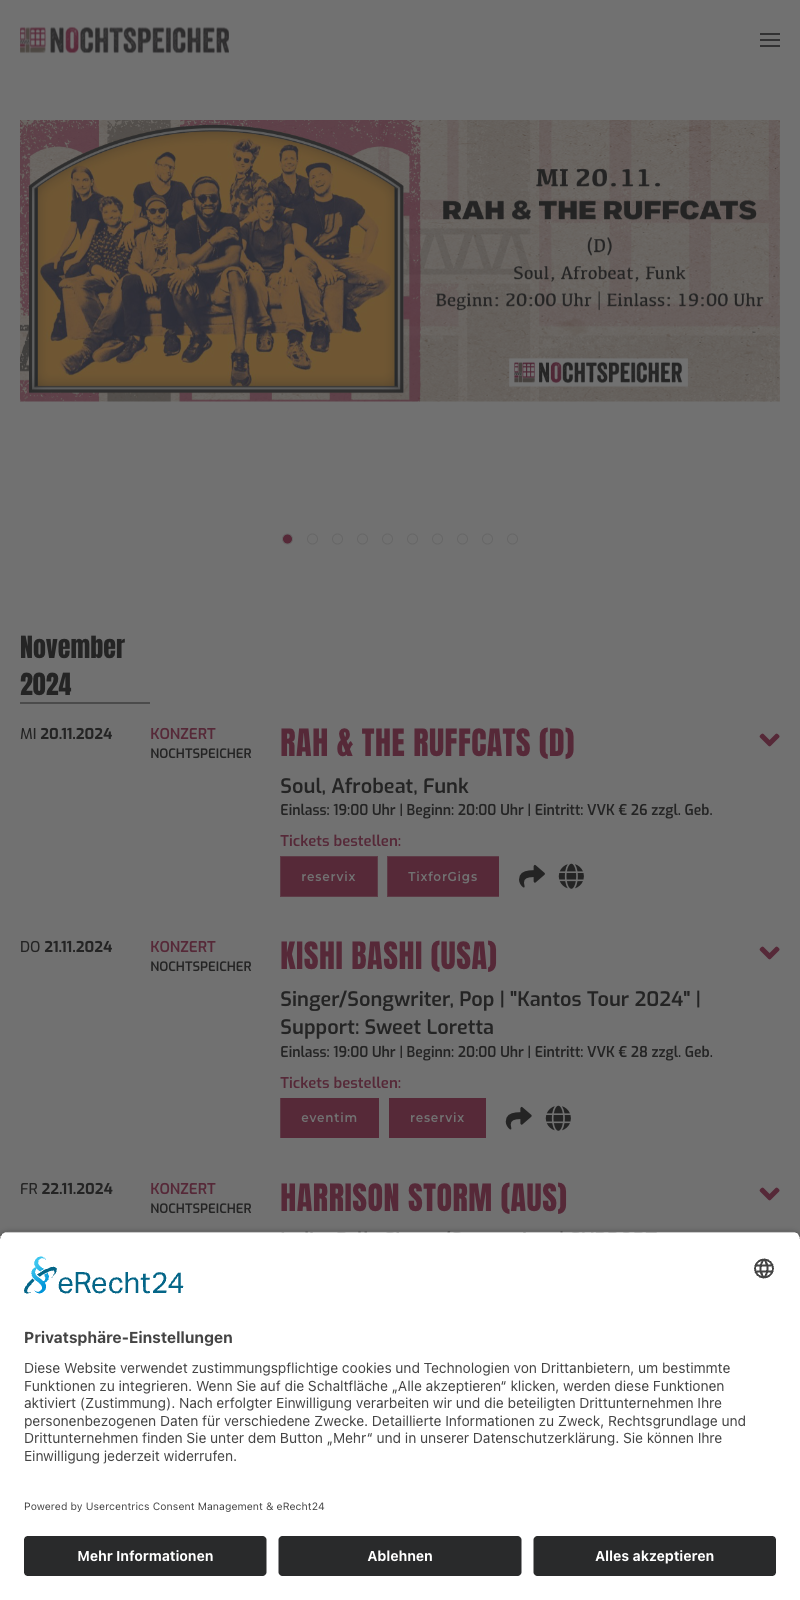 NOCHTSPEICHER
MI 20.11.
RAH & THE RUFFCATS
(D)
Soul, Afrobeat, Funk
Beginn: 20:00 Uhr | Einlass: 19:00 Uhr
NOCHTSPEICHER
November
2024
MI 20.11.2024
KONZERT
NOCHTSPEICHER
RAH & THE RUFFCATS (D)
Soul, Afrobeat, Funk
Einlass: 19:00 Uhr | Beginn: 20:00 Uhr | Eintritt: VVK € 26 zzgl. Geb.
Tickets bestellen:
reservix
TixforGigs
DO 21.11.2024
KONZERT
NOCHTSPEICHER
KISHI BASHI (USA)
Singer/Songwriter, Pop | "Kantos Tour 2024" |
Support: Sweet Loretta
Einlass: 19:00 Uhr | Beginn: 20:00 Uhr | Eintritt: VVK € 28 zzgl. Geb.
Tickets bestellen:
eventim
reservix
FR 22.11.2024
KONZERT
NOCHTSPEICHER
HARRISON STORM (AUS)
eRecht24
Privatsphäre-Einstellungen
Diese Website verwendet zustimmungspflichtige cookies und Technologien von Drittanbietern, um bestimmte
Funktionen zu integrieren. Wenn Sie auf die Schaltfläche „Alle akzeptieren“ klicken, werden diese Funktionen
aktiviert (Zustimmung). Nach erfolgter Einwilligung verarbeiten wir und die beteiligten Drittunternehmen Ihre
personenbezogenen Daten für verschiedene Zwecke. Detaillierte Informationen zu Zweck, Rechtsgrundlage und
Drittunternehmen finden Sie unter dem Button „Mehr“ und in unserer Datenschutzerklärung. Sie können Ihre
Einwilligung jederzeit widerrufen.
Powered by Usercentrics Consent Management & eRecht24
Mehr Informationen
Ablehnen
Alles akzeptieren